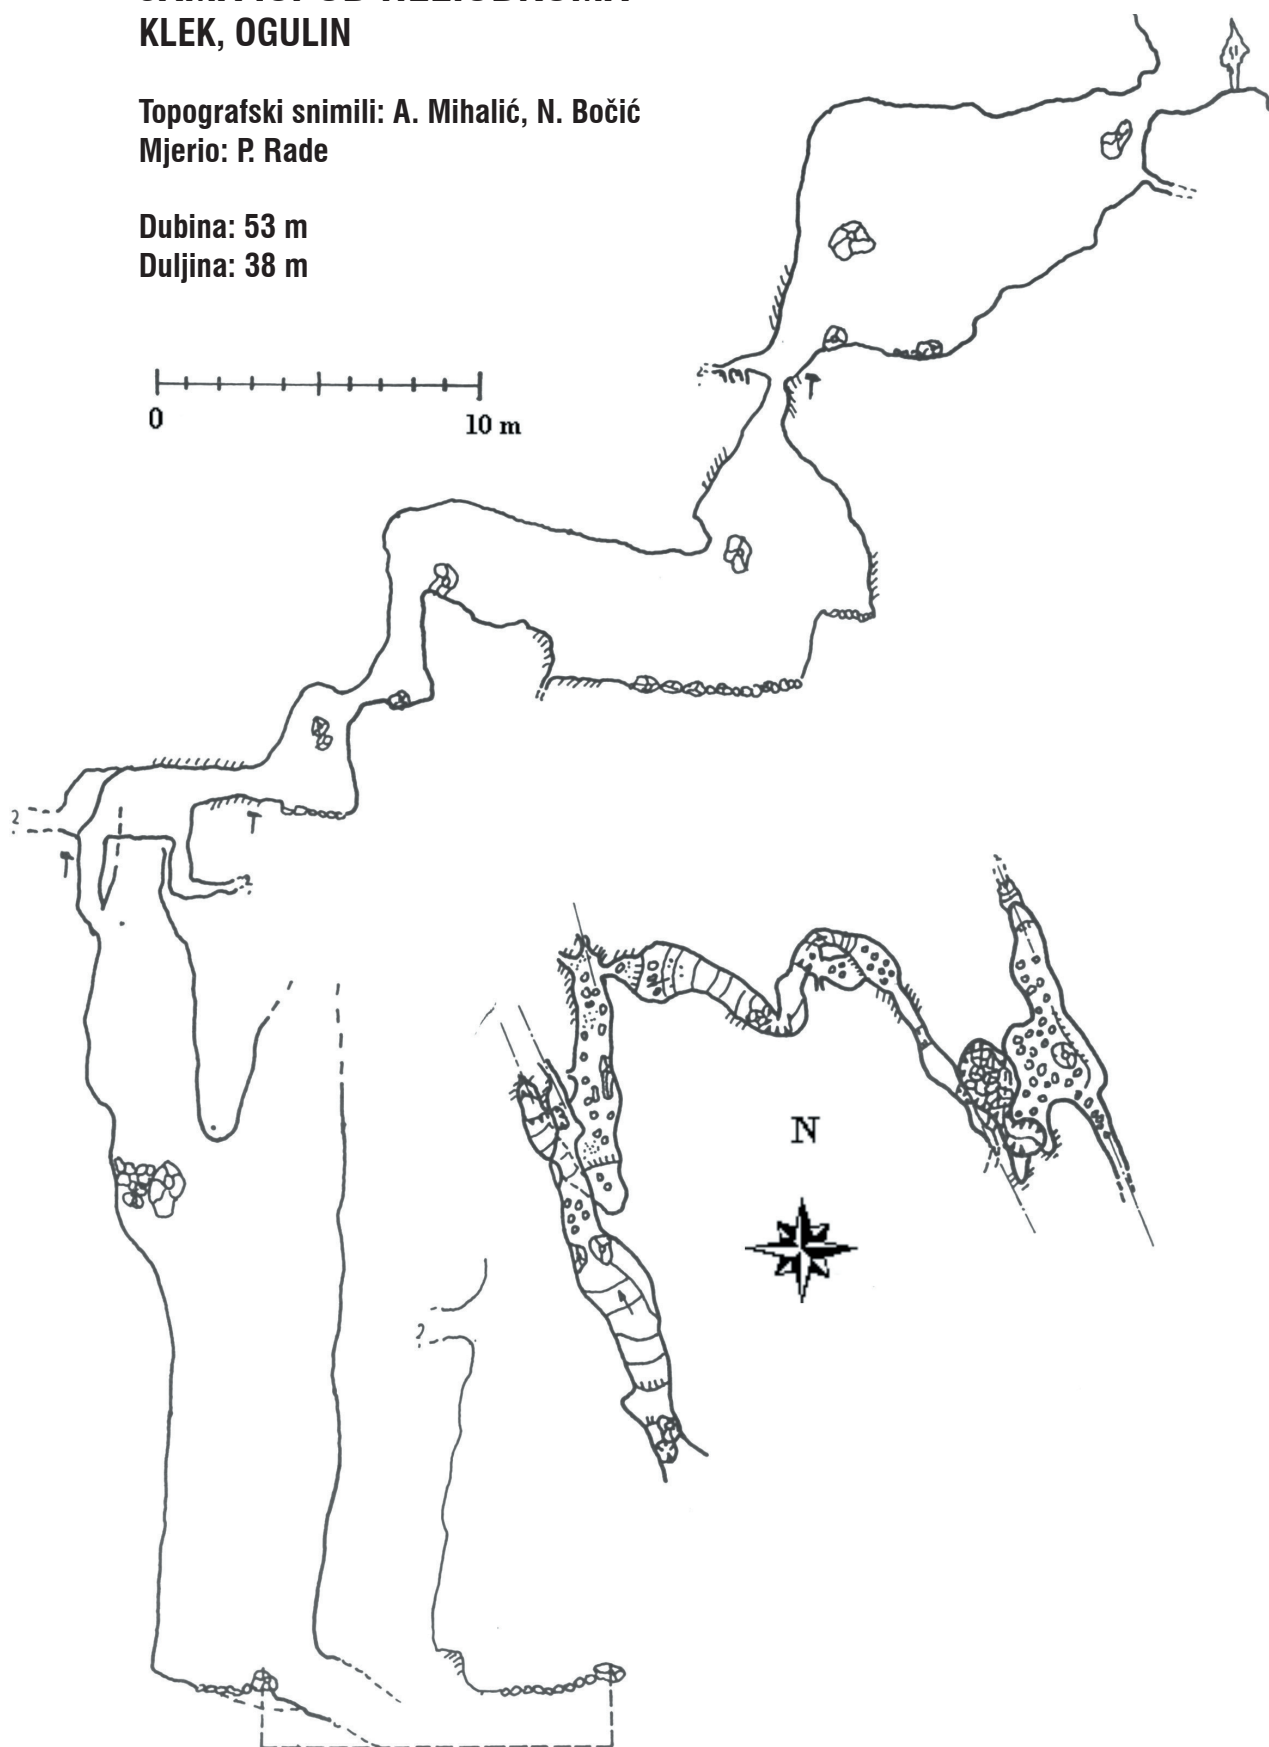 KLEK, OGULIN
Topografski snimili: A. Mihalić, N. Bočić
Mjerio: P. Rade
Dubina: 53 m
Duljina: 38 m
0 10 m
?
?
?
?
N